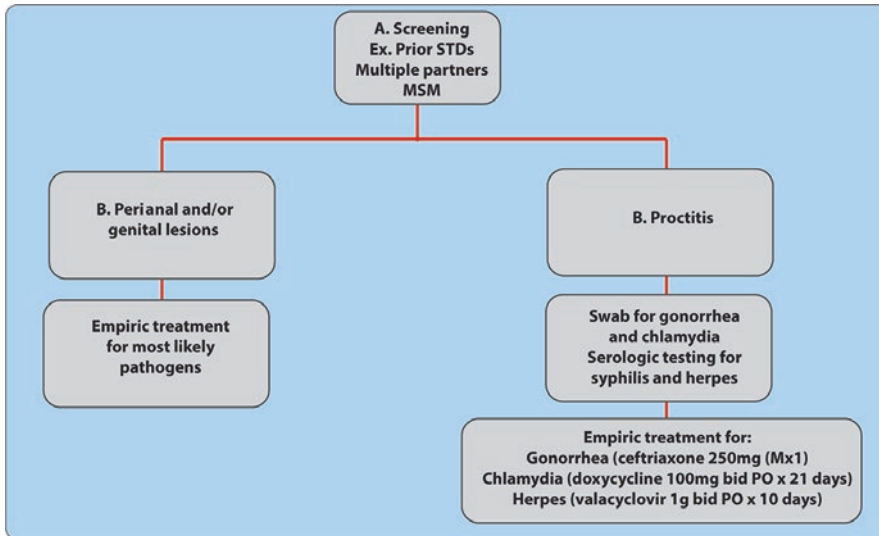 A. Screening
Ex. Prior STDs
Multiple partners
MSM
B. Perianal and/or
genital lesions
Empiric treatment
for most likely
pathogens
B. Proctitis
Swab for gonorrhea
and chlamydia
Serologic testing for
syphilis and herpes
Empiric treatment for:
Gonorrhea (ceftriaxone 250mg (Mx1)
Chlamydia (doxycycline 100mg bid PO x 21 days)
Herpes (valacyclovir 1g bid PO x 10 days)